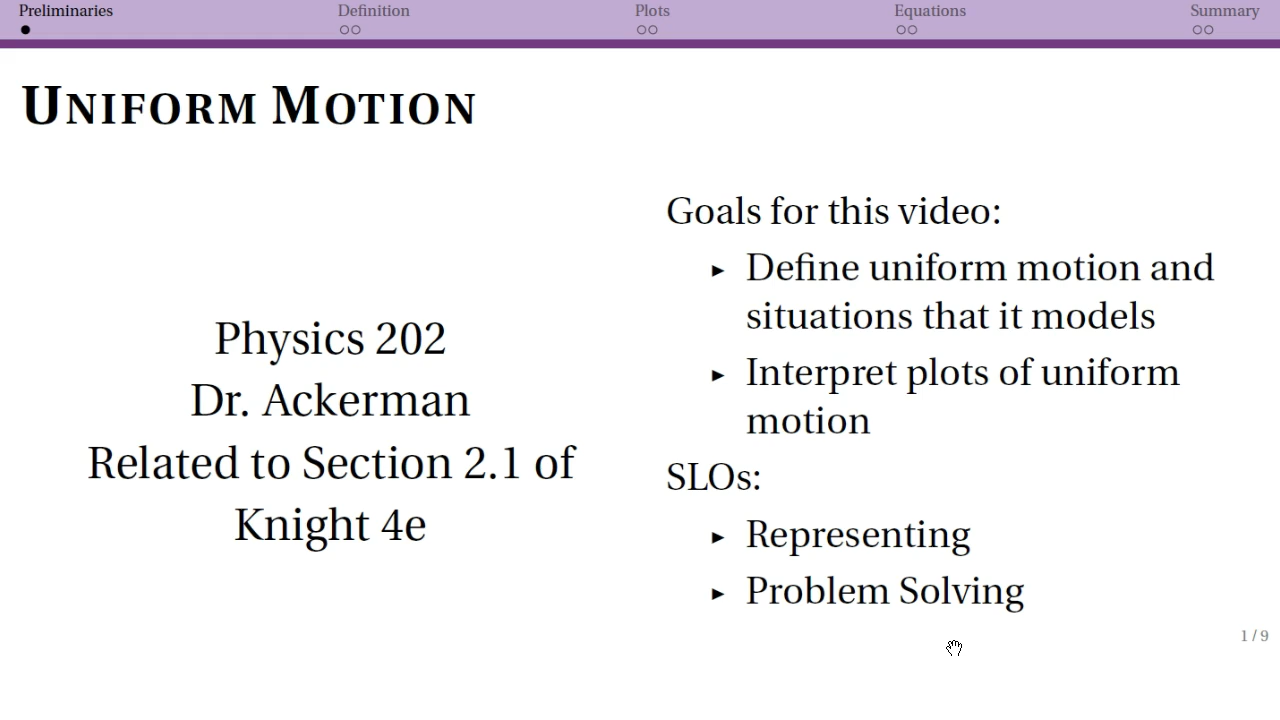 Preliminaries
Definition
Plots
Equations
Summary
UNIFORM MOTION
Physics 202
Dr. Ackerman
Related to Section 2.1 of
Knight 4e
Goals for this video:
▸ Define uniform motion and
situations that it models
▸ Interpret plots of uniform
motion
SLOs:
▸ Representing
▸ Problem Solving
1 / 9